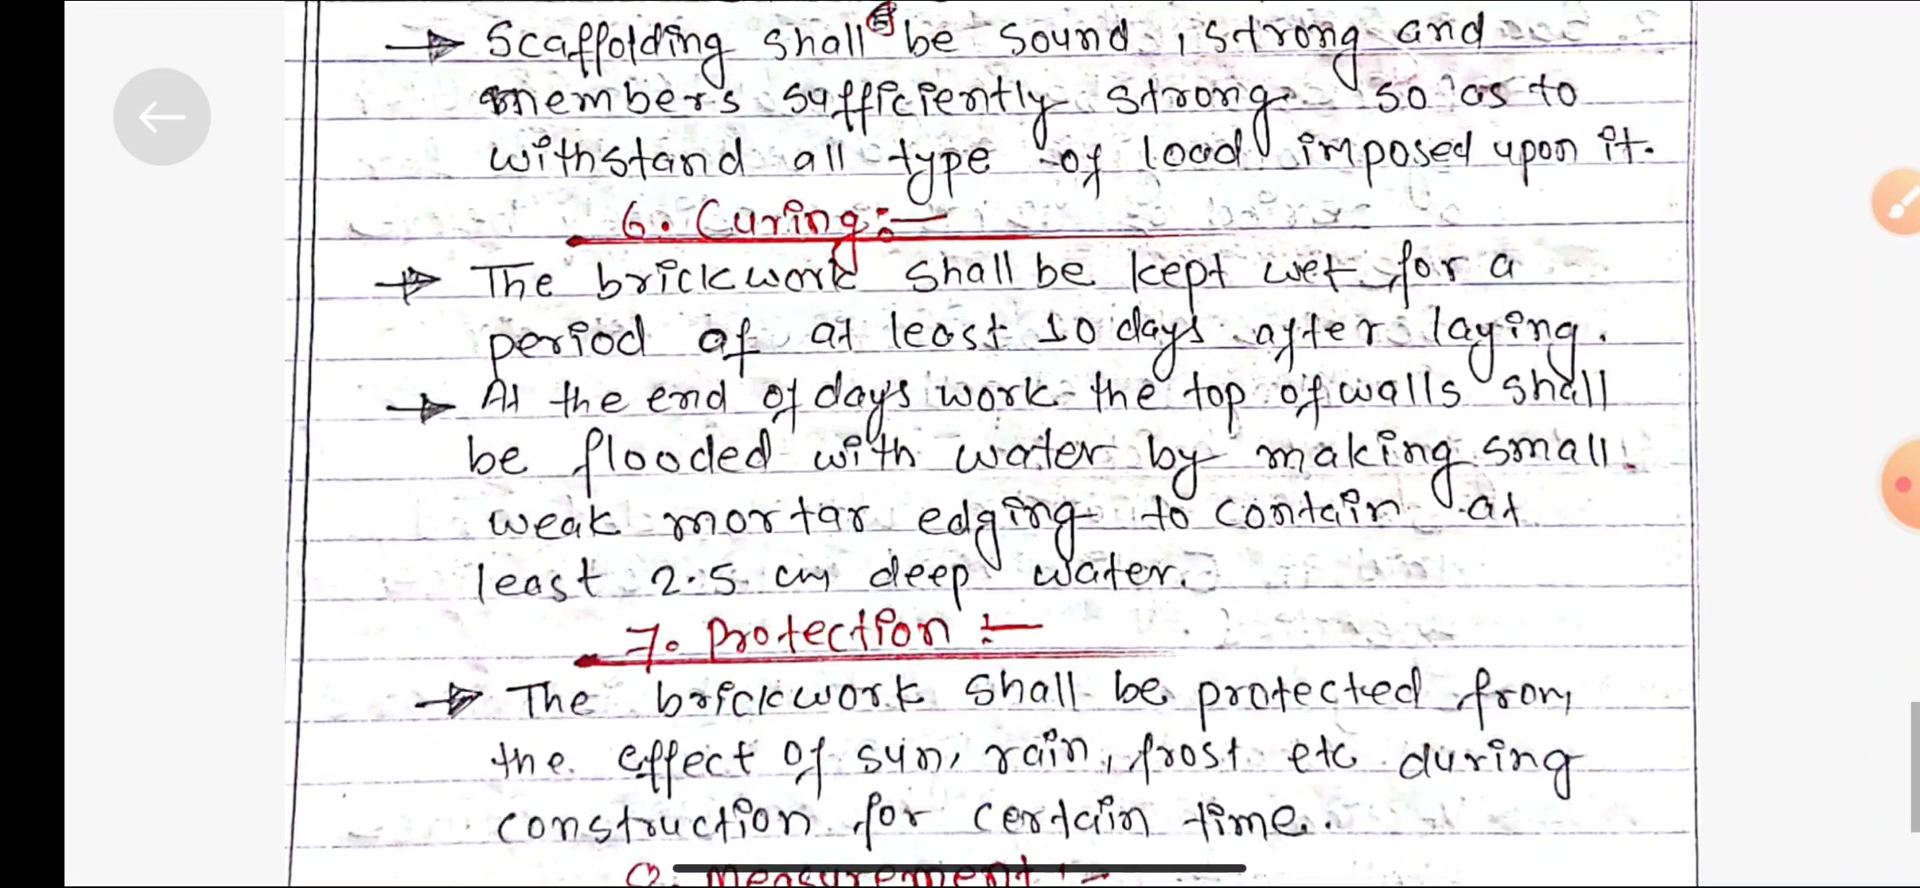 → Scaffolding shall be sound, strong and
members sufficiently strong so as to
withstand all type of load imposed upon it.
6. Curing:-
→ The brickwork shall be kept wet for a
period of at least 10 days after laying.
→ At the end of day's work the top of walls shall
be flooded with water by making small
weak mortar edging to contain at
least 2.5 cm deep water.
7. Protection :-
→ The brickwork shall be protected from
the effect of sun, rain, frost etc during
construction for certain time.
measurement :-